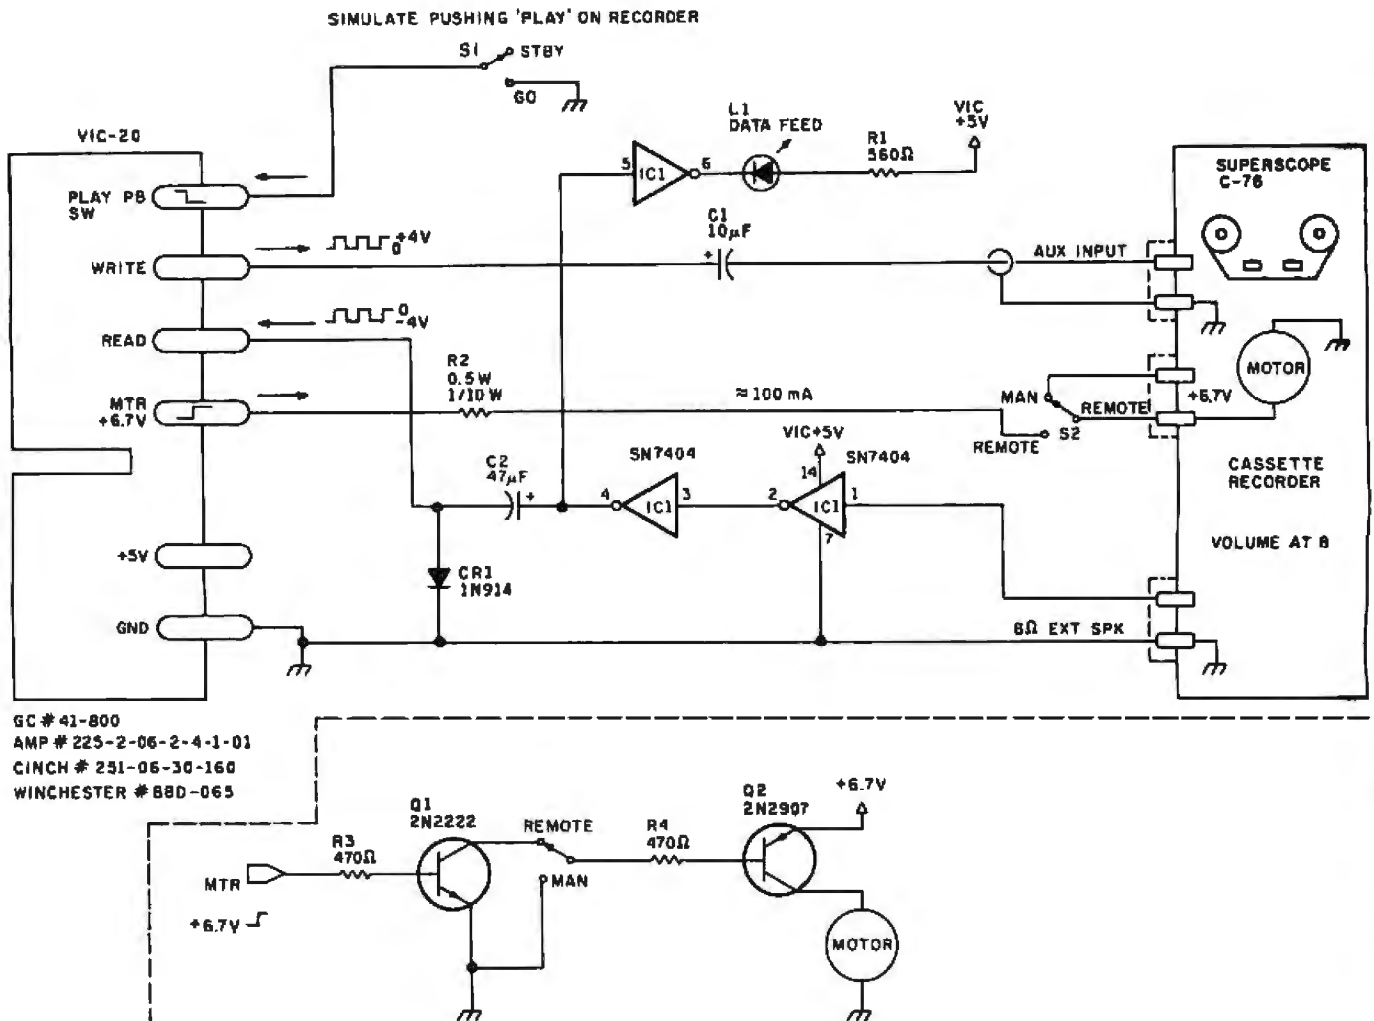 SIMULATE PUSHING 'PLAY' ON RECORDER
S1
STBY
GO
VIC-20
PLAY PB
SW
WRITE
+4V
0
READ
0
-4V
MTR
+6.7V
+5V
GND
L1
DATA FEED
R1
560Ω
VIC
+5V
5
IC1
6
C1
10µF
AUX INPUT
SUPERSCOPE
C-76
MOTOR
R2
0.5W
1/10 W
≈100 mA
MAN
REMOTE
REMOTE
S2
+6.7V
CASSETTE
RECORDER
VOLUME AT 8
C2
47µF
+
SN7404
4
IC1
3
VIC+5V
SN7404
14
2
IC1
1
7
CR1
1N914
8Ω EXT SPK
GC # 41-800
AMP # 225-2-06-2-4-1-01
CINCH # 251-06-30-160
WINCHESTER # 88D-065
MTR
+6.7V
R3
470Ω
Q1
2N2222
REMOTE
MAN
R4
470Ω
Q2
2N2907
+6.7V
MOTOR